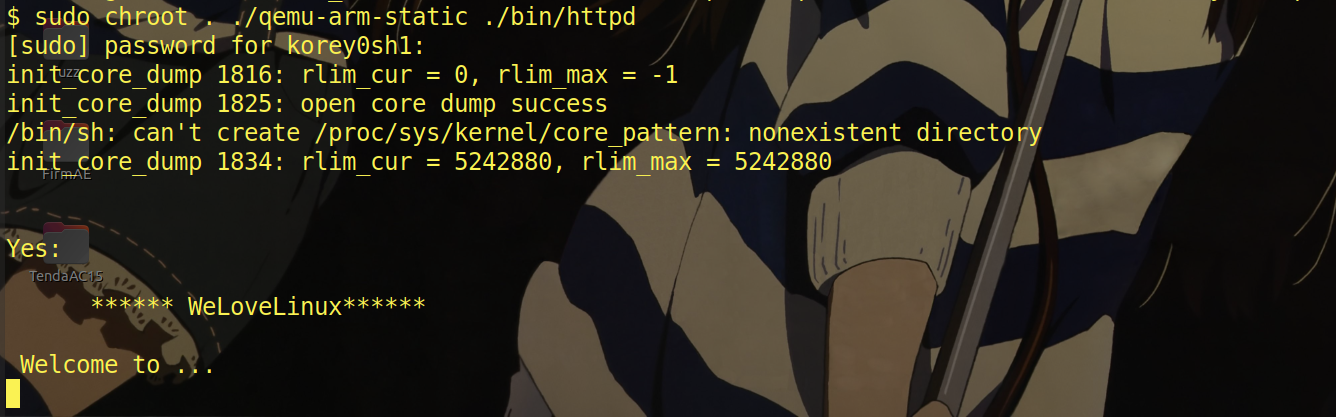 $ sudo chroot . ./qemu-arm-static ./bin/httpd
[sudo] password for korey0sh1:
init_core_dump 1816: rlim_cur = 0, rlim_max = -1
init_core_dump 1825: open core dump success
/bin/sh: can't create /proc/sys/kernel/core_pattern: nonexistent directory
init_core_dump 1834: rlim_cur = 5242880, rlim_max = 5242880
FirmAE
Yes:
TendaAC15
****** WeLoveLinux******
Welcome to ...